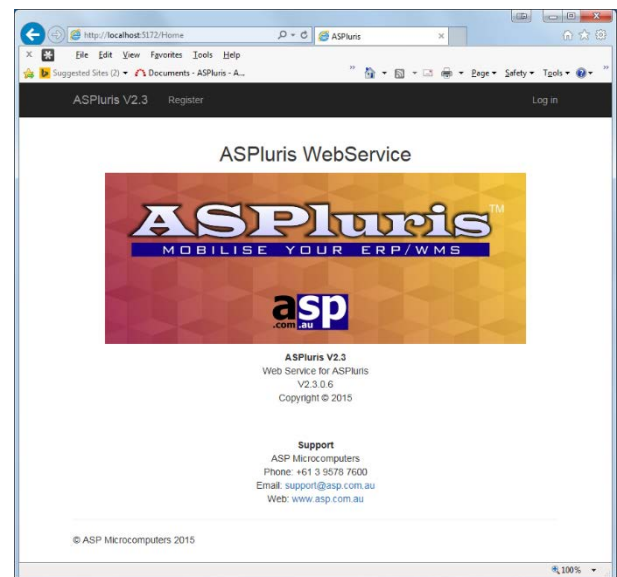 http://localhost:5172/Home
ASPluris
File Edit View Favorites Tools Help
Suggested Sites (2) Documents - ASPluris - A...
Page Safety Tools
ASPluris V2.3 Register Log in
ASPluris WebService
ASPluris™
MOBILISE YOUR ERP/WMS
asp
.com.au
ASPluris V2.3
Web Service for ASPluris
V2.3.0.6
Copyright © 2015
Support
ASP Microcomputers
Phone: +61 3 9578 7600
Email: support@asp.com.au
Web: www.asp.com.au
© ASP Microcomputers 2015
100%